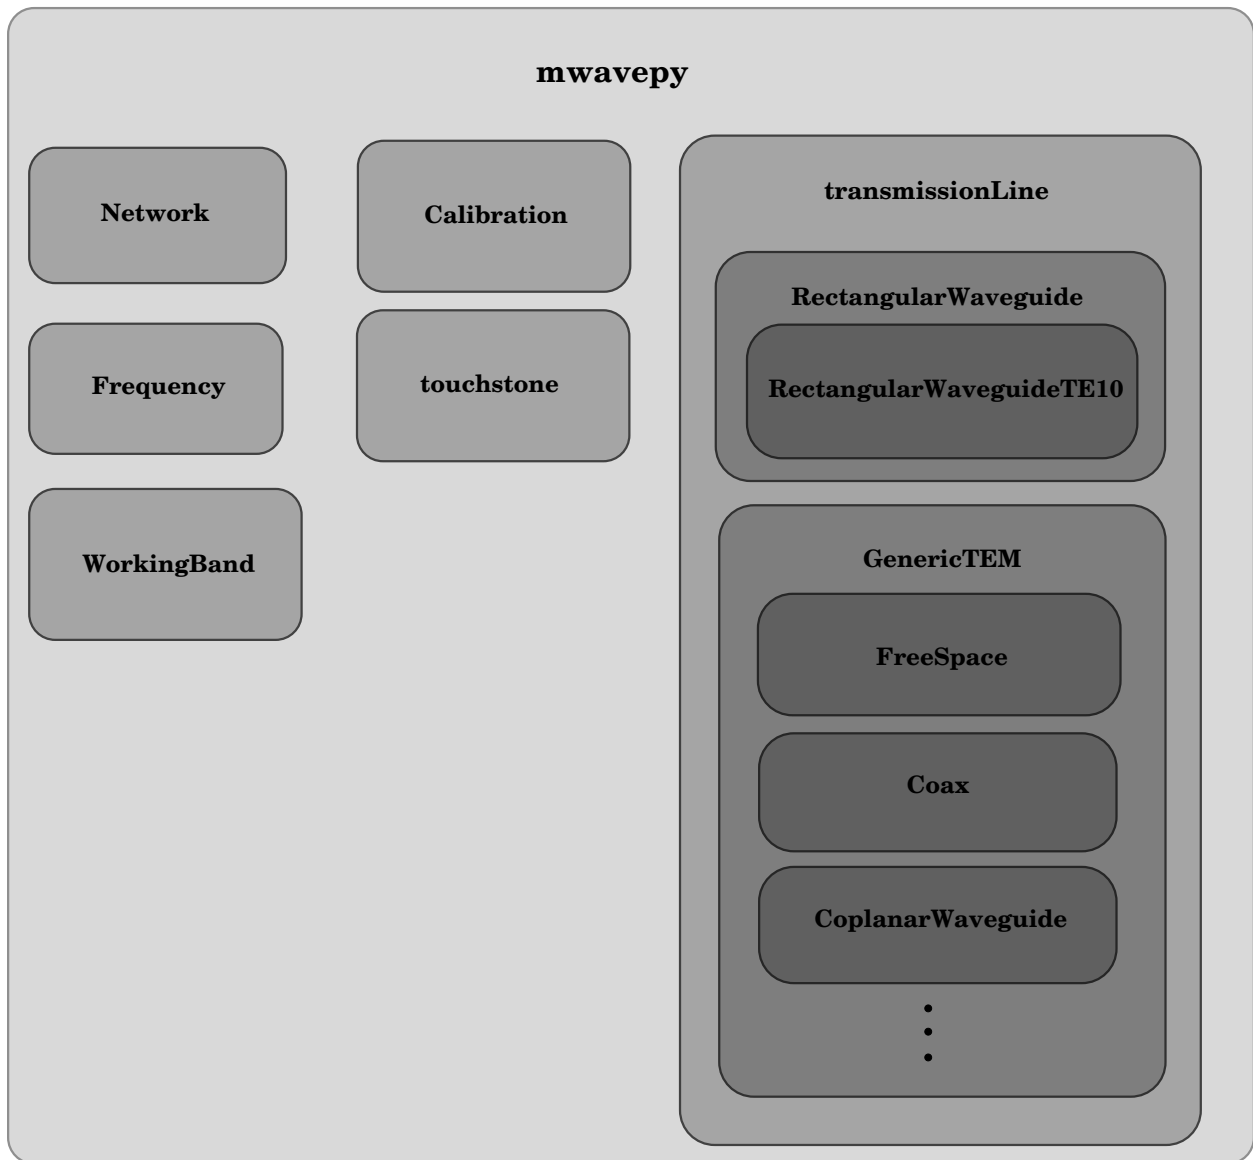 mwavepy
Network
Frequency
WorkingBand
Calibration
touchstone
transmissionLine
RectangularWaveguide
RectangularWaveguideTE10
GenericTEM
FreeSpace
Coax
CoplanarWaveguide